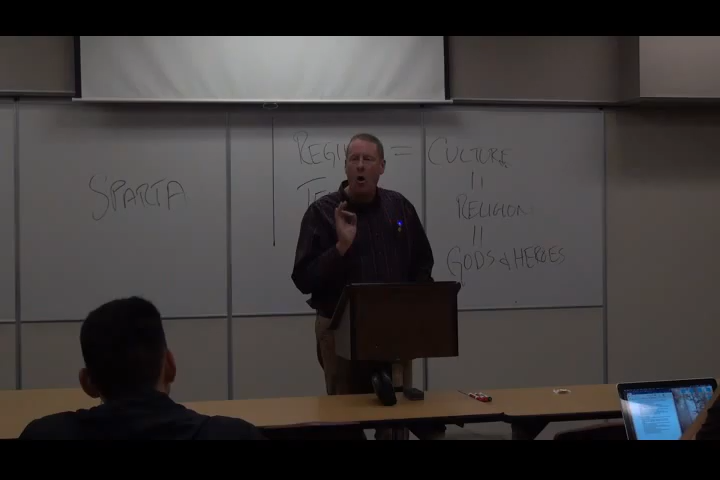 SPARTA
= CULTURE
=
RELIGION
=
GODS & HEROES